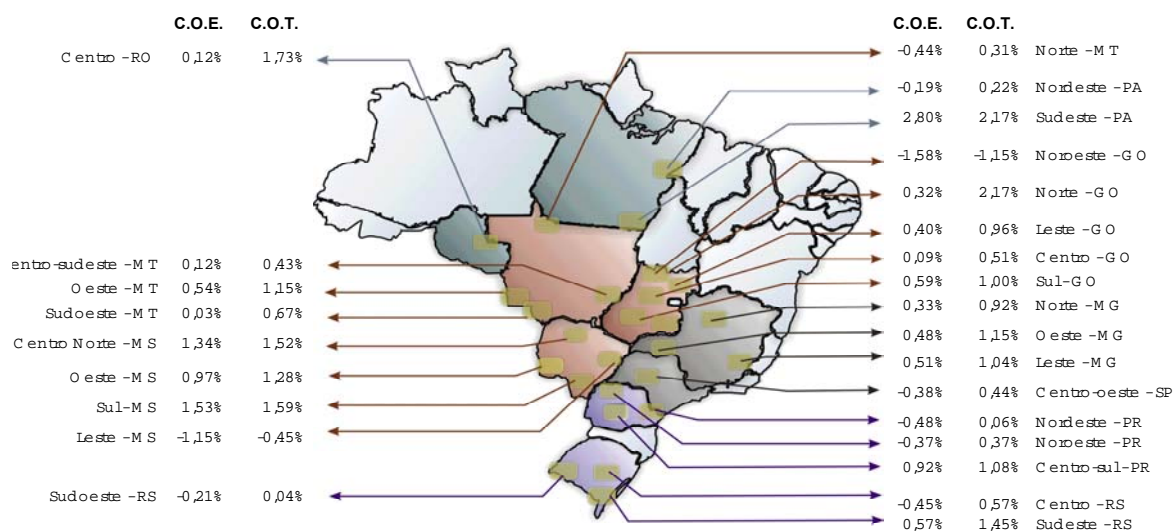 C.O.E. C.O.T.
Centro -RO 0,12% 1,73%
entro-sudeste -MT 0,12% 0,43%
Oeste -MT 0,54% 1,15%
Sudoeste -MT 0,03% 0,67%
Centro Norte -MS 1,34% 1,52%
Oeste -MS 0,97% 1,28%
Sul-MS 1,53% 1,59%
Leste -MS -1,15% -0,45%
Sudoeste -RS -0,21% 0,04%
C.O.E. C.O.T.
-0,44% 0,31% Norte -MT
-0,19% 0,22% Nordeste -PA
2,80% 2,17% Sudeste -PA
-1,58% -1,15% Noroeste -GO
0,32% 2,17% Norte -GO
0,40% 0,96% Leste -GO
0,09% 0,51% Centro -GO
0,59% 1,00% Sul-GO
0,33% 0,92% Norte -MG
0,48% 1,15% Oeste -MG
0,51% 1,04% Leste -MG
-0,38% 0,44% Centro-oeste -SP
-0,48% 0,06% Nordeste -PR
-0,37% 0,37% Noroeste -PR
0,92% 1,08% Centro-sul-PR
-0,45% 0,57% Centro -RS
0,57% 1,45% Sudeste -RS